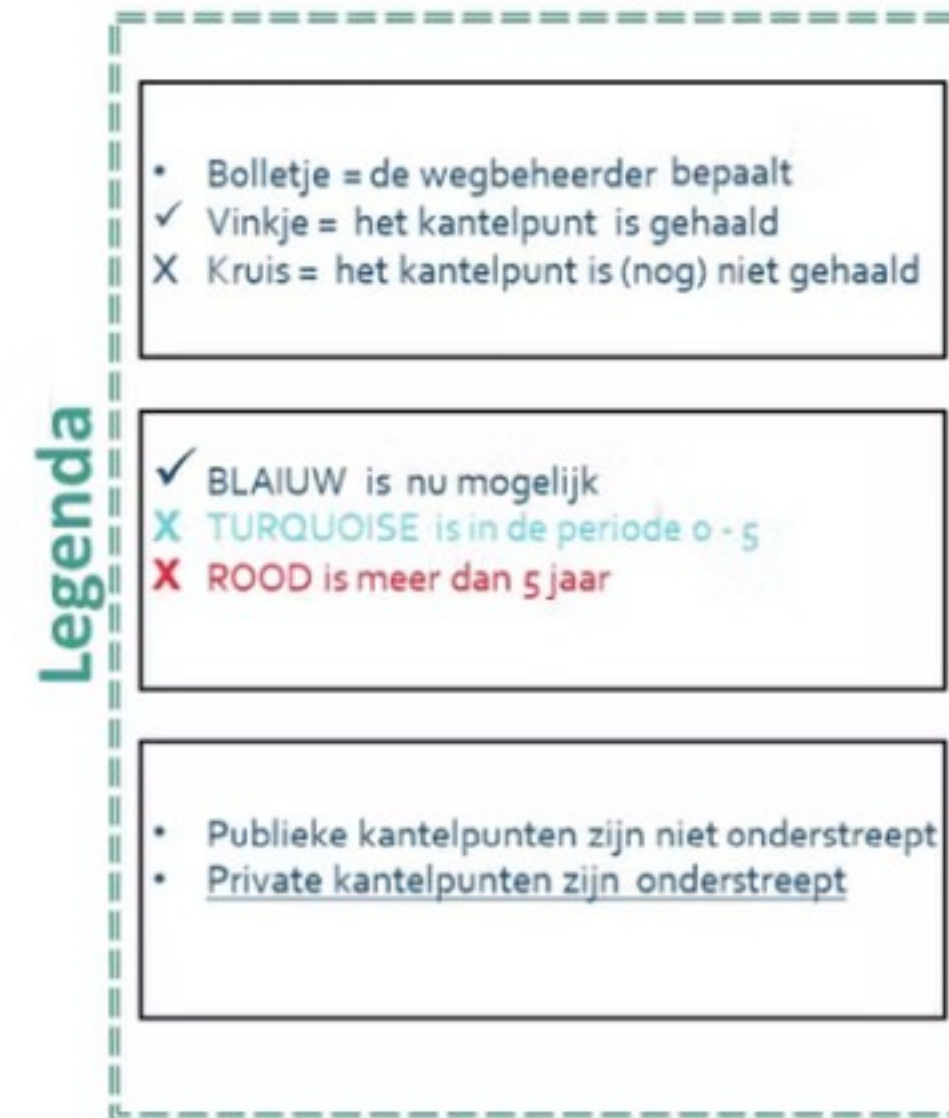 Legenda
• Bolletje = de wegbeheerder bepaalt
✓ Vinkje = het kantelpunt is gehaald
X Kruis = het kantelpunt is (nog) niet gehaald
✓ BLAIUW is nu mogelijk
X TURQUOISE is in de periode 0 - 5
X ROOD is meer dan 5 jaar
• Publieke kantelpunten zijn niet onderstreept
• Private kantelpunten zijn onderstreept